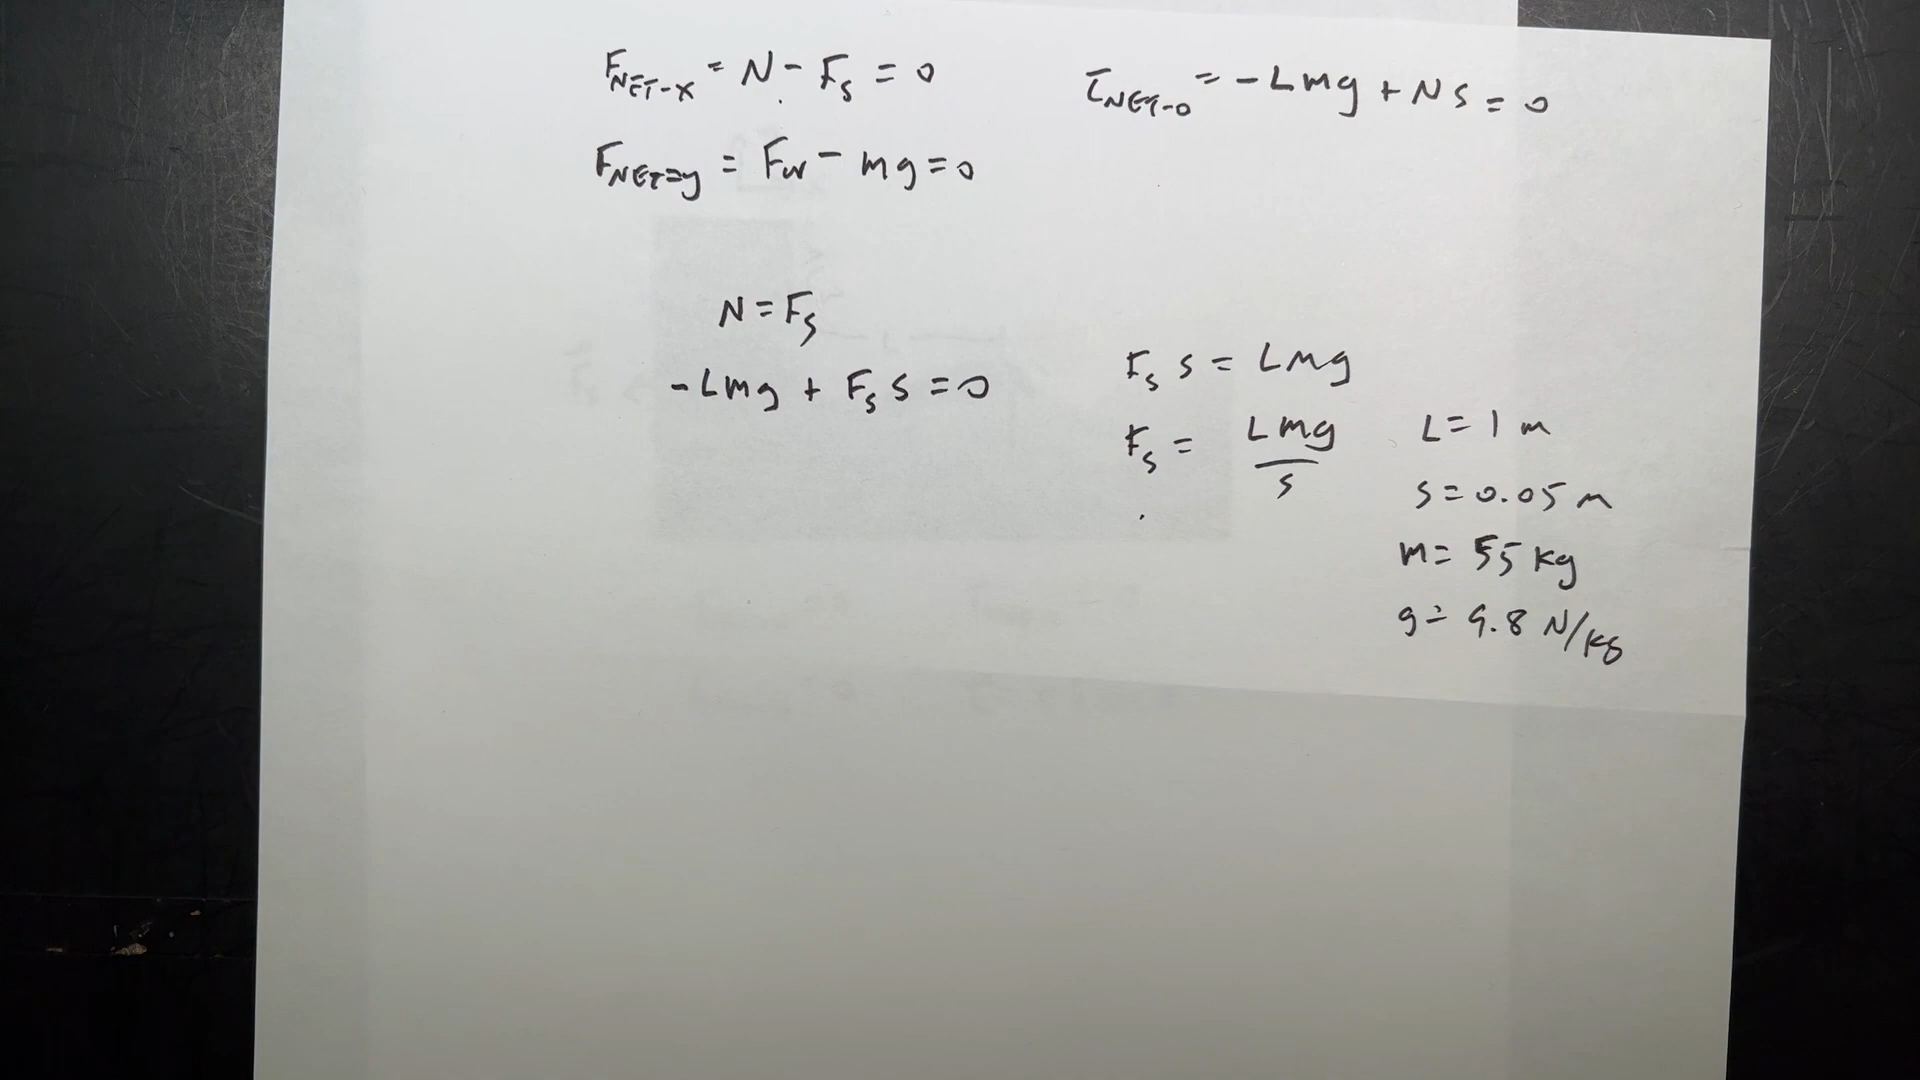 F_NET-x = N - F_s = 0
τ_NET-o = -Lmg + Ns = 0
F_NET=y = F_w - mg = 0
N = F_s
-Lmg + F_s s = 0
F_s s = Lmg
F_s = Lmg/s
L = 1 m
s = 0.05 m
m = 55 kg
g = 9.8 N/kg